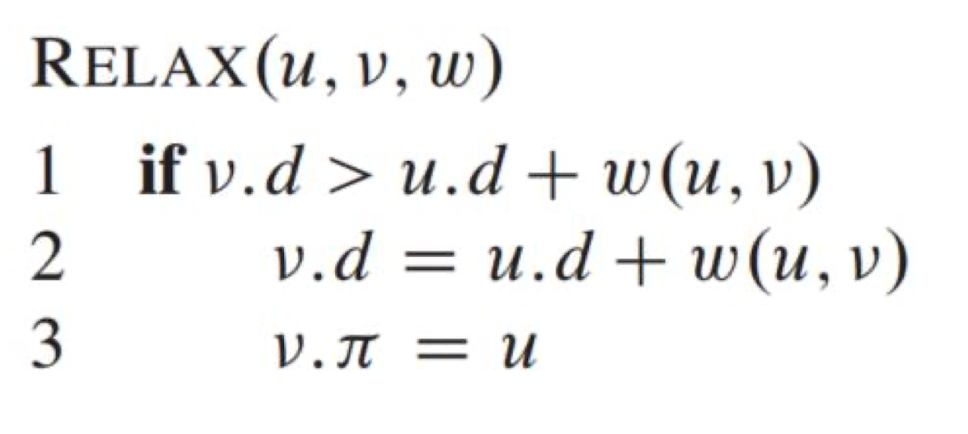 RELAX(u, v, w)
1 if v.d > u.d + w(u, v)
2 v.d = u.d + w(u, v)
3 v.π = u